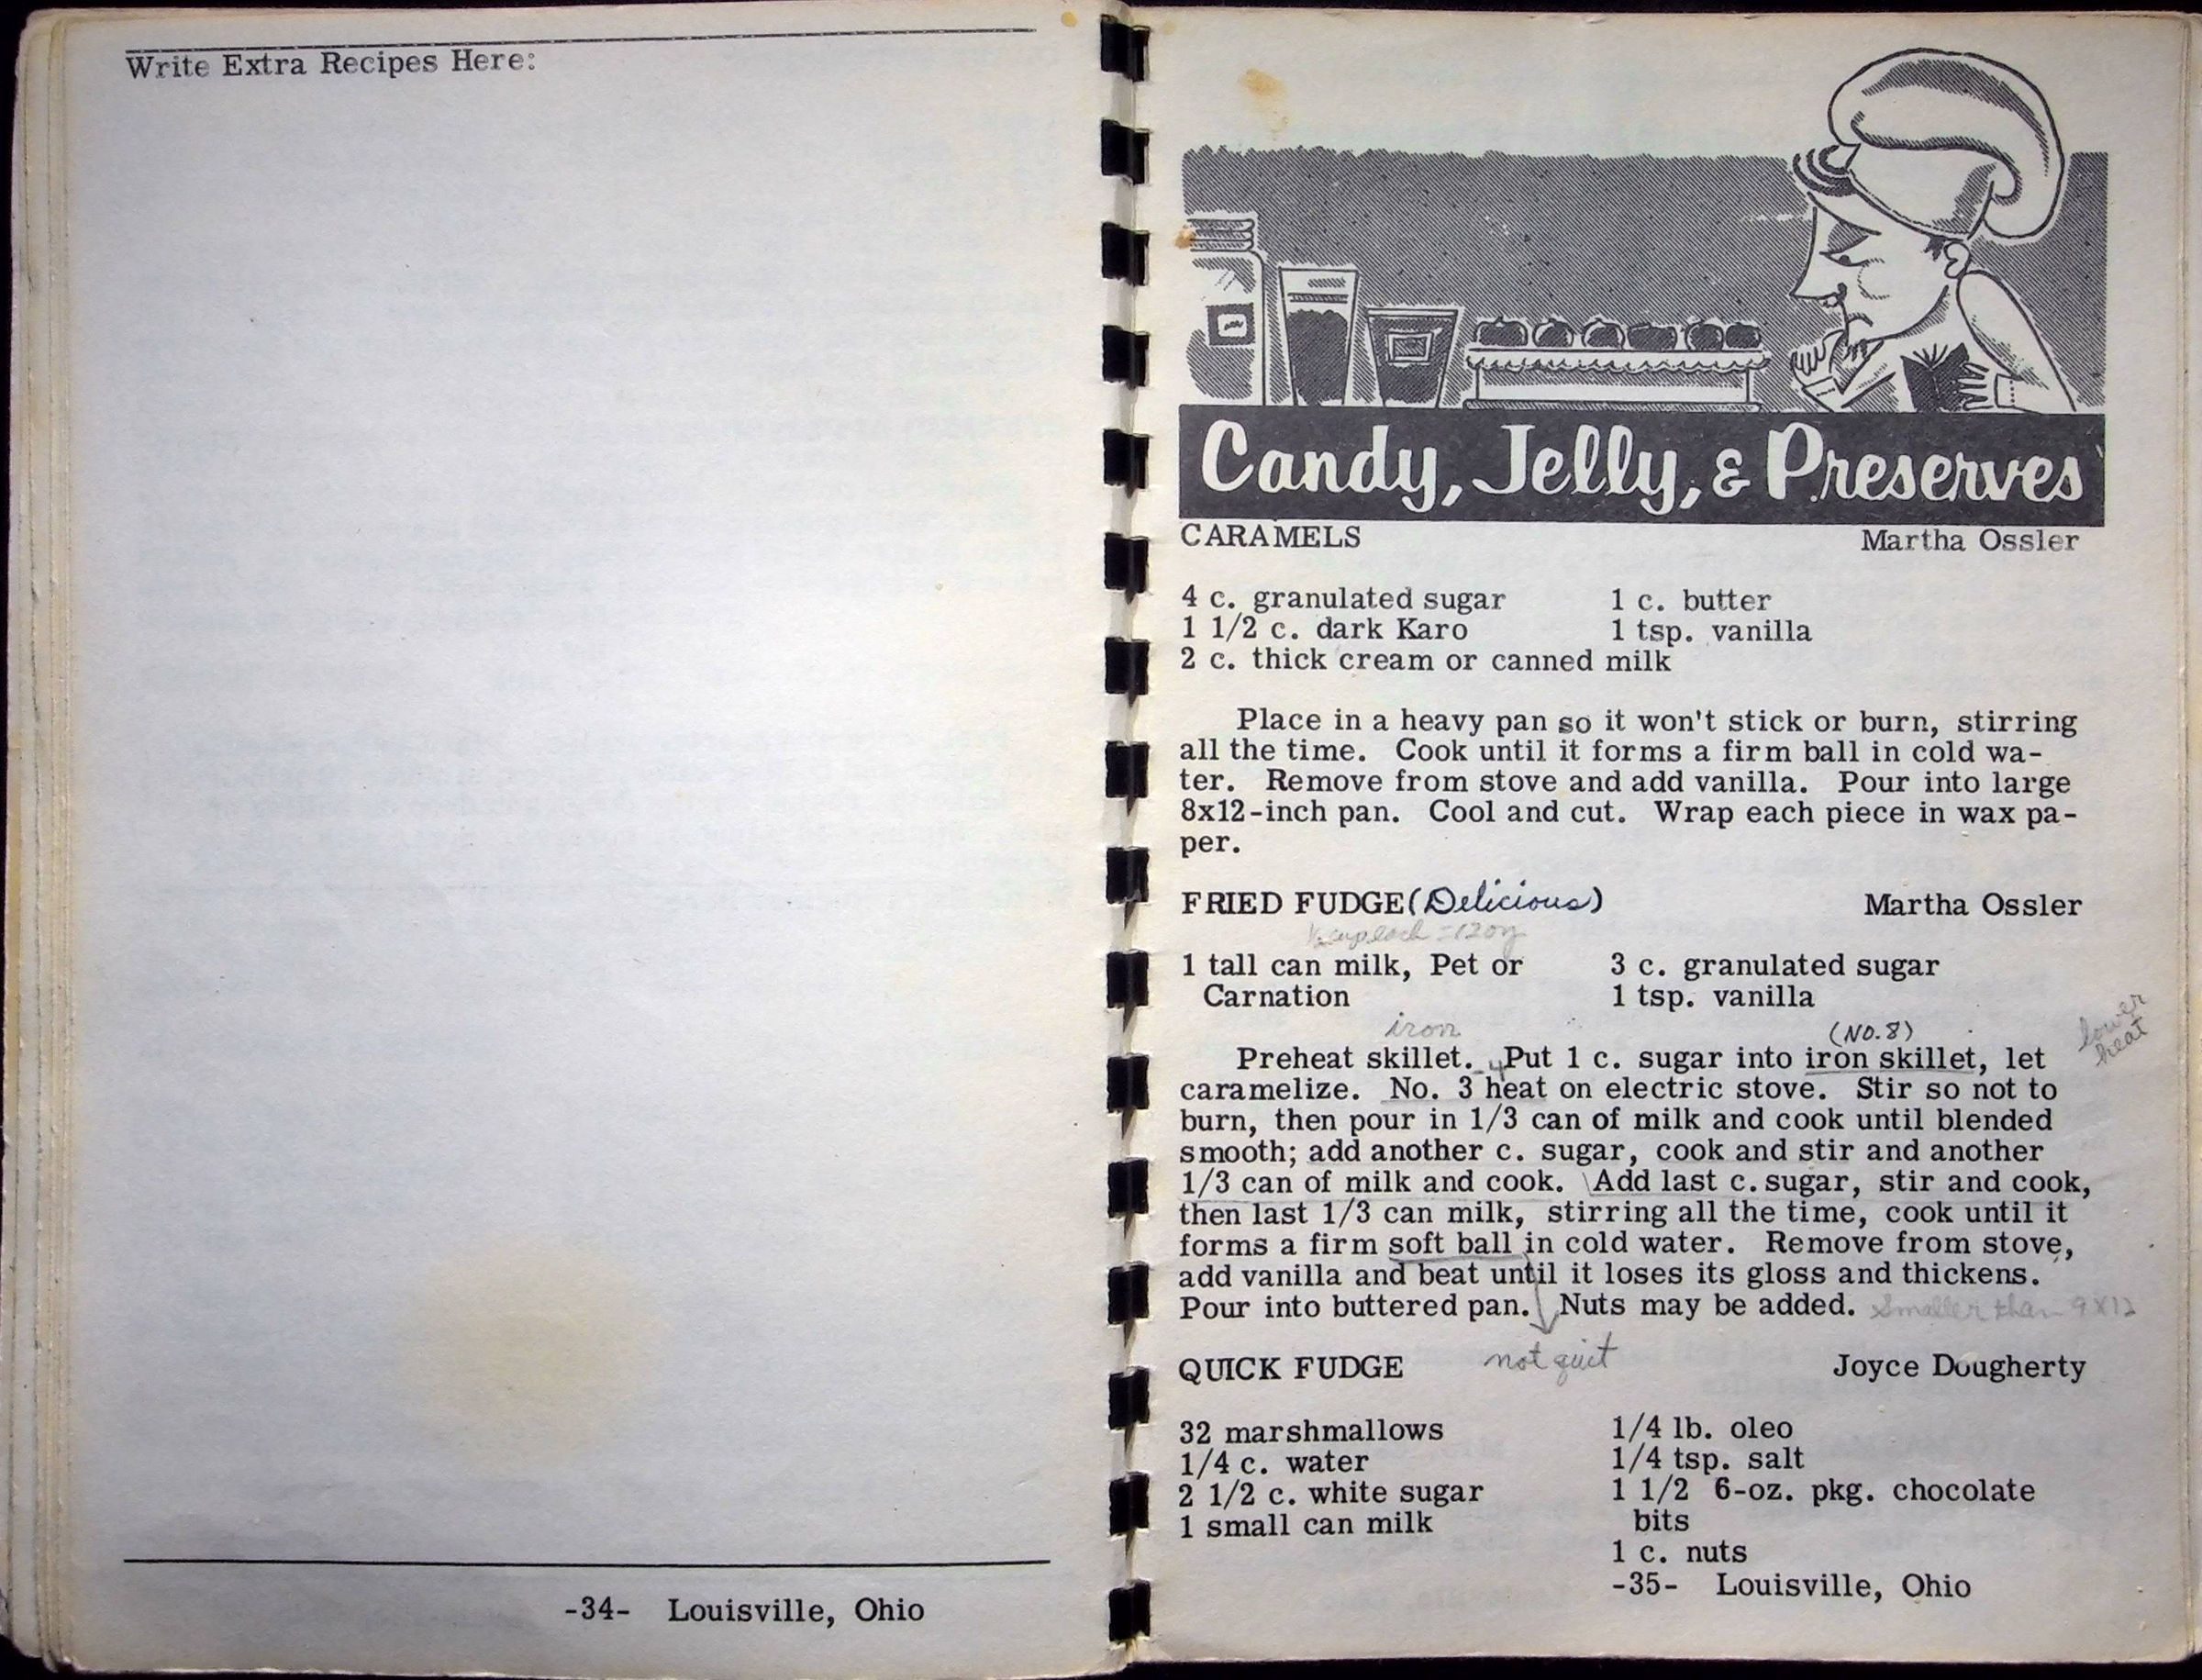 Write Extra Recipes Here:
-34- Louisville, Ohio
Candy, Jelly, & Preserves
CARAMELS Martha Ossler
4 c. granulated sugar 1 c. butter
1 1/2 c. dark Karo 1 tsp. vanilla
2 c. thick cream or canned milk
Place in a heavy pan so it won't stick or burn, stirring
all the time. Cook until it forms a firm ball in cold wa-
ter. Remove from stove and add vanilla. Pour into large
8x12-inch pan. Cool and cut. Wrap each piece in wax pa-
per.
FRIED FUDGE (Delicious) Martha Ossler
cup each = 12 oz
1 tall can milk, Pet or 3 c. granulated sugar
Carnation 1 tsp. vanilla
iron (NO. 8) lower
heat
Preheat skillet. Put 1 c. sugar into iron skillet, let
4
caramelize. No. 3 heat on electric stove. Stir so not to
burn, then pour in 1/3 can of milk and cook until blended
smooth; add another c. sugar, cook and stir and another
1/3 can of milk and cook. Add last c. sugar, stir and cook,
then last 1/3 can milk, stirring all the time, cook until it
forms a firm soft ball in cold water. Remove from stove,
add vanilla and beat until it loses its gloss and thickens.
Pour into buttered pan. Nuts may be added. Smaller than 9X12
not quit
QUICK FUDGE Joyce Dougherty
32 marshmallows 1/4 lb. oleo
1/4 c. water 1/4 tsp. salt
2 1/2 c. white sugar 1 1/2 6-oz. pkg. chocolate
1 small can milk bits
1 c. nuts
-35- Louisville, Ohio